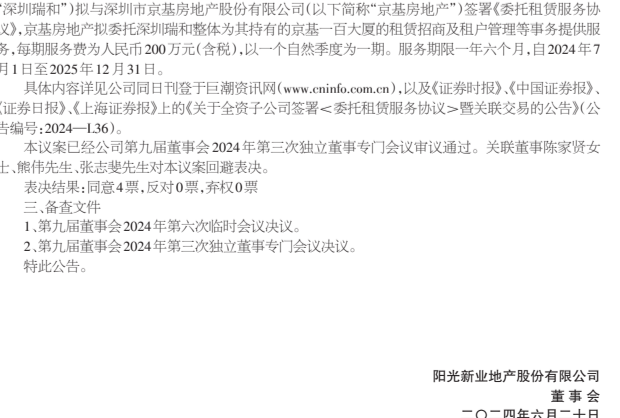 “深圳瑞和”)拟与深圳市京基房地产股份有限公司(以下简称“京基房地产”)签署《委托租赁服务协
议》,京基房地产拟委托深圳瑞和整体为其持有的京基一百大厦的租赁招商及租户管理等事务提供服
务,每期服务费为人民币200万元(含税),以一个自然季度为一期。服务期限一年六个月,自2024年7
月1日至2025年12月31日。
具体内容详见公司同日刊登于巨潮资讯网(www.cninfo.com.cn),以及《证券时报》、《中国证券报》、
《证券日报》、《上海证券报》上的《关于全资子公司签署<委托租赁服务协议>暨关联交易的公告》(公
告编号:2024—L36)。
本议案已经公司第九届董事会2024年第三次独立董事专门会议审议通过。关联董事陈家贤女
士、熊伟先生、张志斐先生对本议案回避表决。
表决结果:同意4票,反对0票,弃权0票
三、备查文件
1、第九届董事会2024年第六次临时会议决议。
2、第九届董事会2024年第三次独立董事专门会议决议。
特此公告。
阳光新业地产股份有限公司
董事会
二〇二四年六月二十日